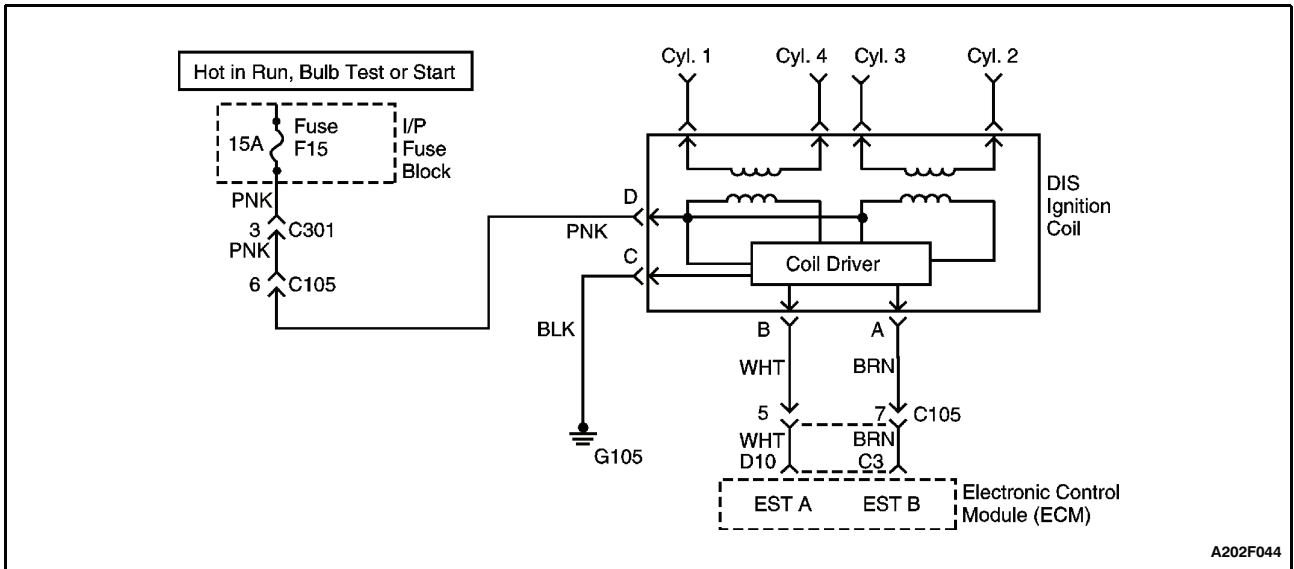 Cyl. 1 Cyl. 4 Cyl. 3 Cyl. 2
Hot in Run, Bulb Test or Start
15A
Fuse
F15
I/P
Fuse
Block
PNK
3 C301
PNK
6 C105
D
PNK
C
DIS
Ignition
Coil
Coil Driver
BLK
G105
B A
WHT BRN
5 7 C105
WHT BRN
D10 C3
EST A EST B
Electronic Control
Module (ECM)
A202F044